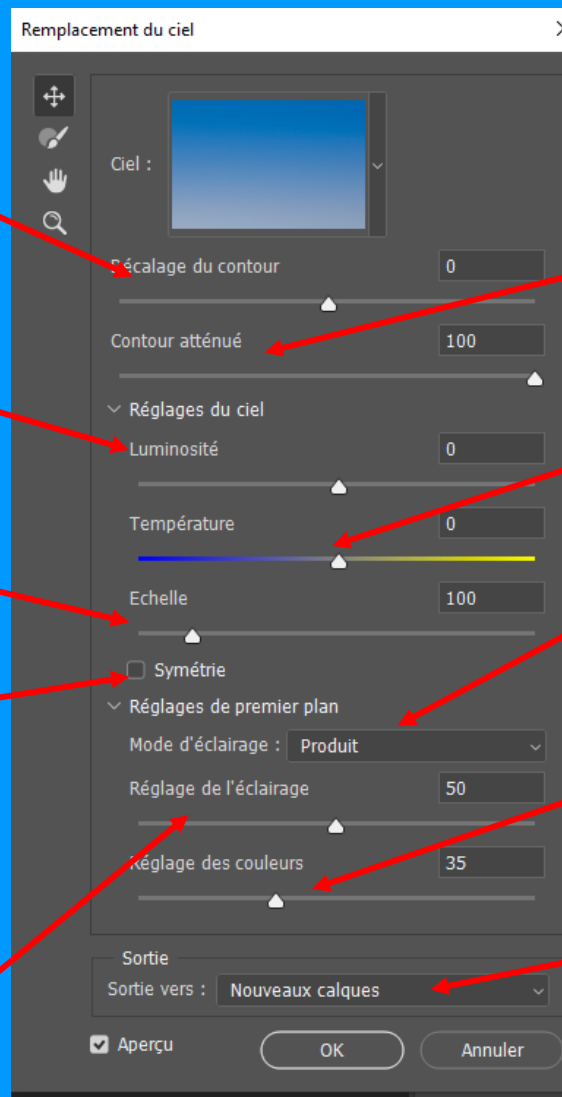 Remplacement du ciel
Ciel :
Décalage du contour 0
Contour atténué 100
Réglages du ciel
Luminosité 0
Température 0
Echelle 100
Symétrie
Réglages de premier plan
Mode d'éclairage : Produit
Réglage de l'éclairage 50
Réglage des couleurs 35
Sortie
Sortie vers : Nouveaux calques
Aperçu OK Annuler